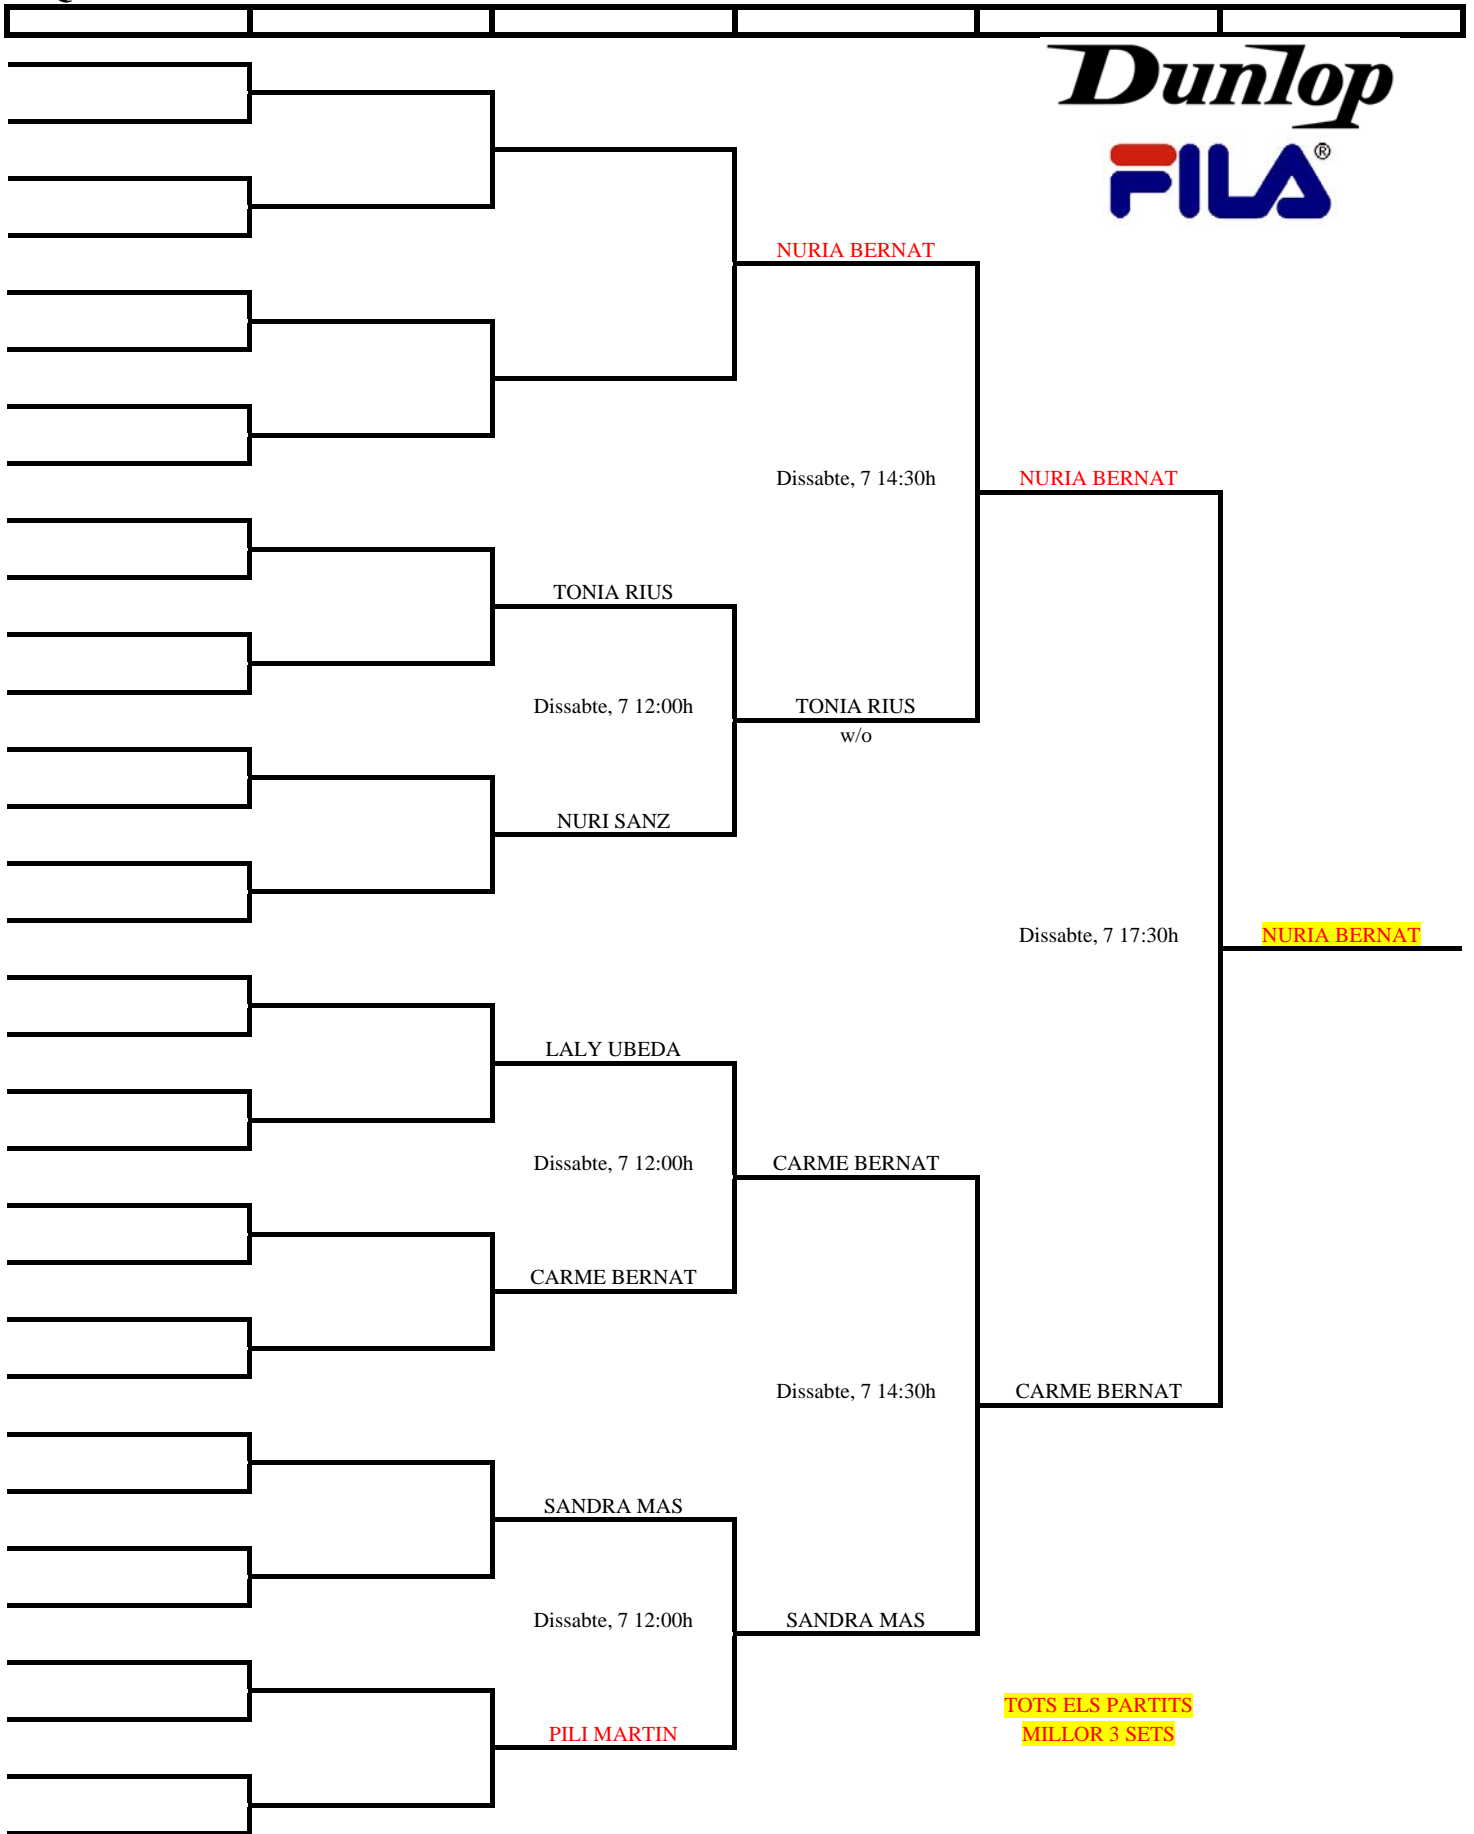 Dunlop
FILA®
NURIA BERNAT
Dissabte, 7 14:30h
NURIA BERNAT
TONIA RIUS
Dissabte, 7 12:00h
TONIA RIUS
w/o
NURI SANZ
Dissabte, 7 17:30h
NURIA BERNAT
LALY UBEDA
Dissabte, 7 12:00h
CARME BERNAT
CARME BERNAT
Dissabte, 7 14:30h
CARME BERNAT
SANDRA MAS
Dissabte, 7 12:00h
SANDRA MAS
TOTS ELS PARTITS
PILI MARTIN
MILLOR 3 SETS